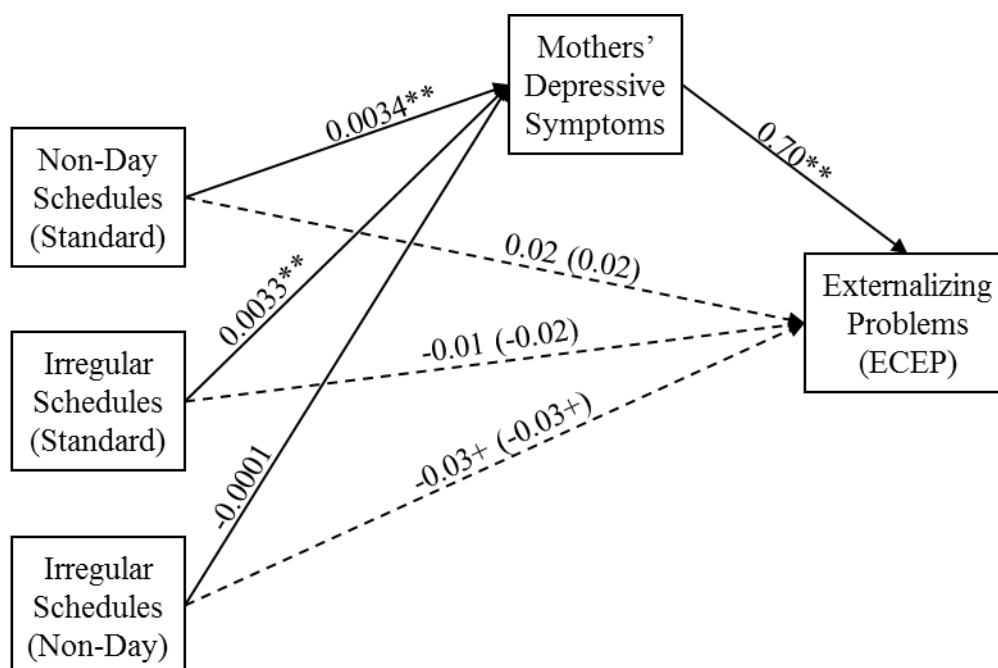 Mothers’
Depressive
Symptoms
0.0034**
0.70**
Non-Day
Schedules
(Standard)
0.02 (0.02)
0.0033**
Externalizing
Problems
(ECEP)
-0.01 (-0.02)
Irregular
Schedules
(Standard)
-0.03+ (-0.03+)
-0.0001
Irregular
Schedules
(Non-Day)